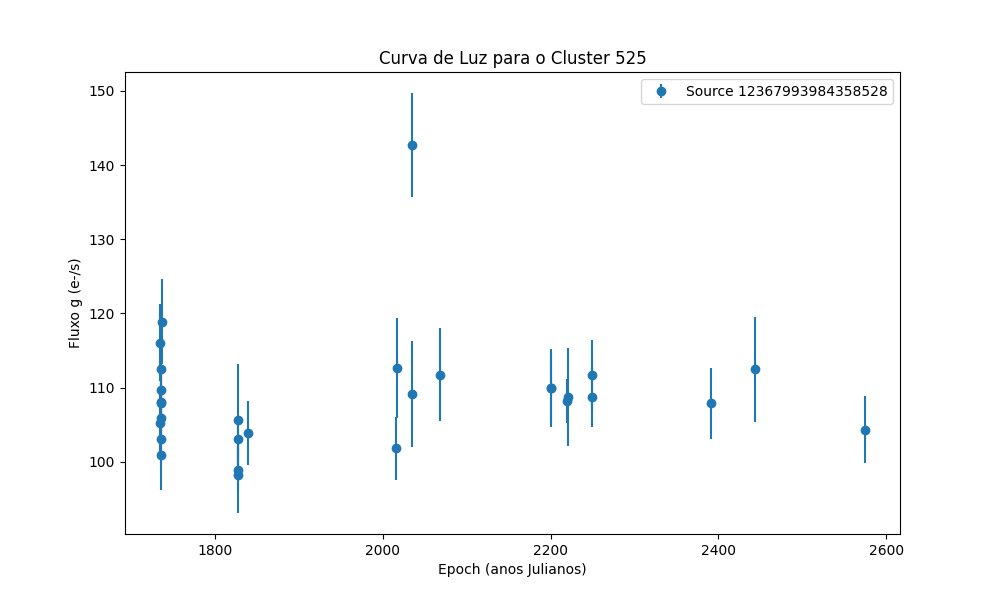 Curva de Luz para o Cluster 525
Source 12367993984358528
150
140
130
120
110
100
Fluxo g (e-/s)
1800 2000 2200 2400 2600
Epoch (anos Julianos)